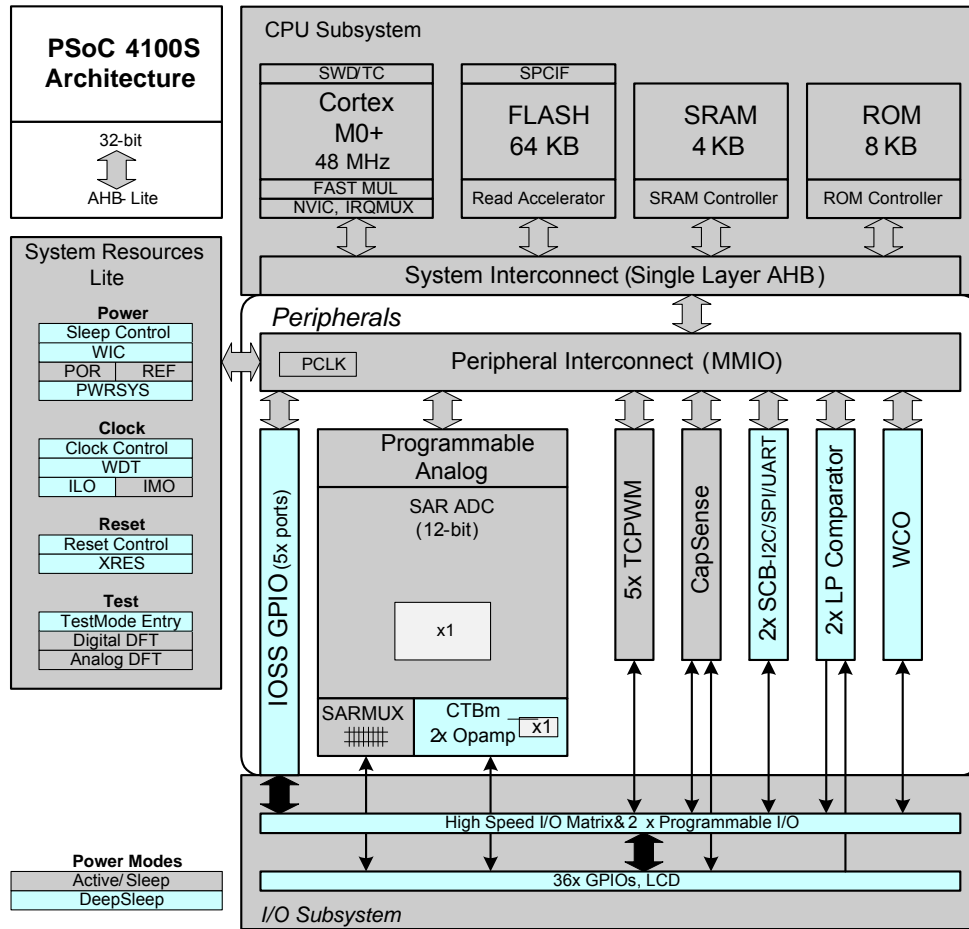 PSoC 4100S
Architecture
32-bit
AHB- Lite
CPU Subsystem
SWD/TC
Cortex
M0+
48 MHz
FAST MUL
NVIC, IRQMUX
SPCIF
FLASH
64 KB
Read Accelerator
SRAM
4 KB
SRAM Controller
ROM
8 KB
ROM Controller
System Interconnect (Single Layer AHB)
System Resources
Lite
Power
Sleep Control
WIC
POR
REF
PWRSYS
Clock
Clock Control
WDT
ILO
IMO
Reset
Reset Control
XRES
Test
TestMode Entry
Digital DFT
Analog DFT
Peripherals
PCLK
Peripheral Interconnect (MMIO)
IOSS GPIO (5x ports)
Programmable
Analog
SAR ADC
(12-bit)
x1
SARMUX
CTBm
2x Opamp
x1
5x TCPWM
CapSense
2x SCB-I2C/SPI/UART
2x LP Comparator
WCO
High Speed I/O Matrix& 2 x Programmable I/O
36x GPIOs, LCD
I/O Subsystem
Power Modes
Active/ Sleep
DeepSleep